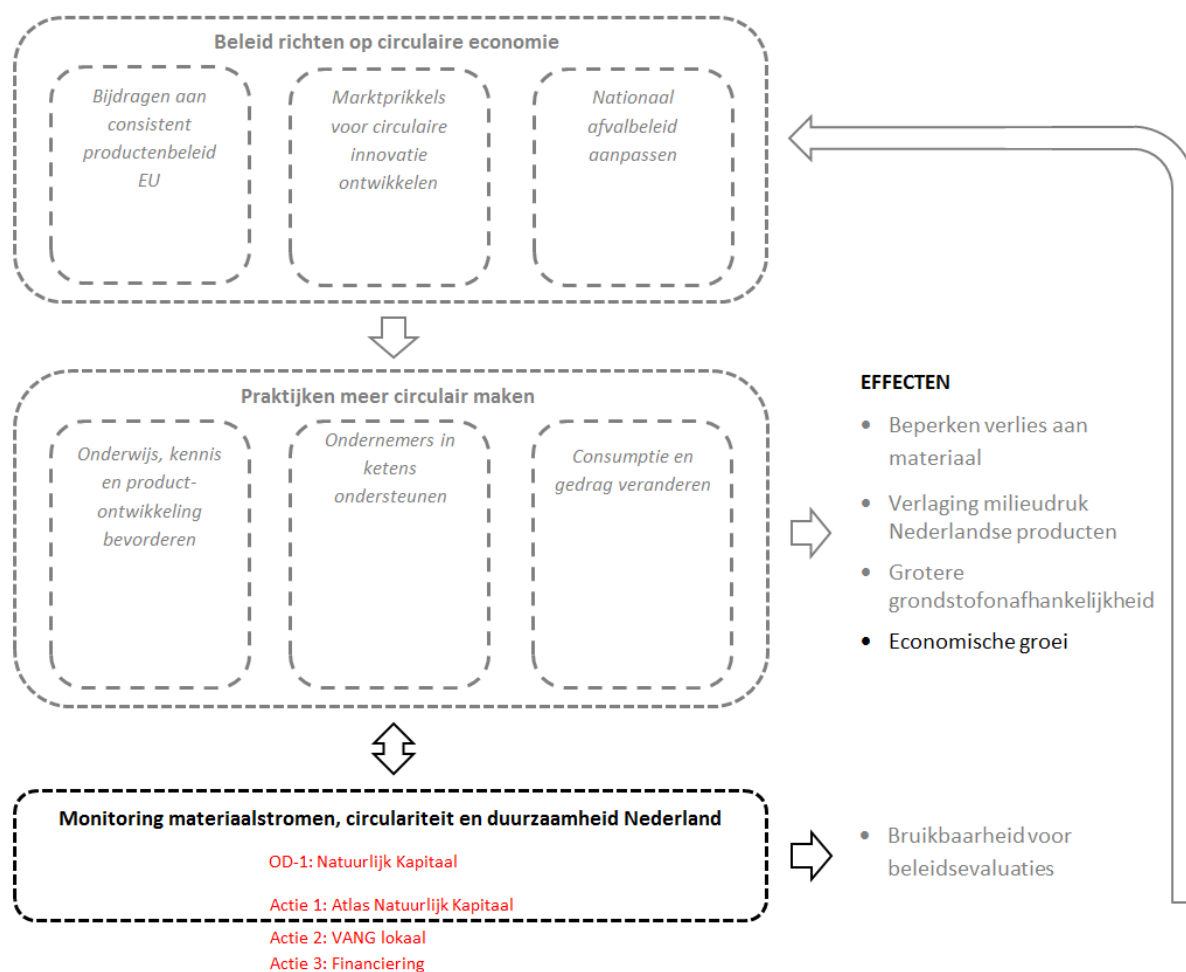 Beleid richten op circulaire economie
Bijdragen aan
consistent
productenbeleid
EU
Marktprikkels
voor circulaire
innovatie
ontwikkelen
Nationaal
afvalbeleid
aanpassen
Praktijken meer circulair maken
Onderwijs, kennis
en product-
ontwikkeling
bevorderen
Ondernemers in
ketens
ondersteunen
Consumptie en
gedrag veranderen
EFFECTEN
• Beperken verlies aan
materiaal
• Verlaging milieudruk
Nederlandse producten
• Grotere
grondstofonafhankelijkheid
• Economische groei
Monitoring materiaalstromen, circulariteit en duurzaamheid Nederland
OD-1: Natuurlijk Kapitaal
Actie 1: Atlas Natuurlijk Kapitaal
Actie 2: VANG lokaal
Actie 3: Financiering
• Bruikbaarheid voor
beleidsevaluaties